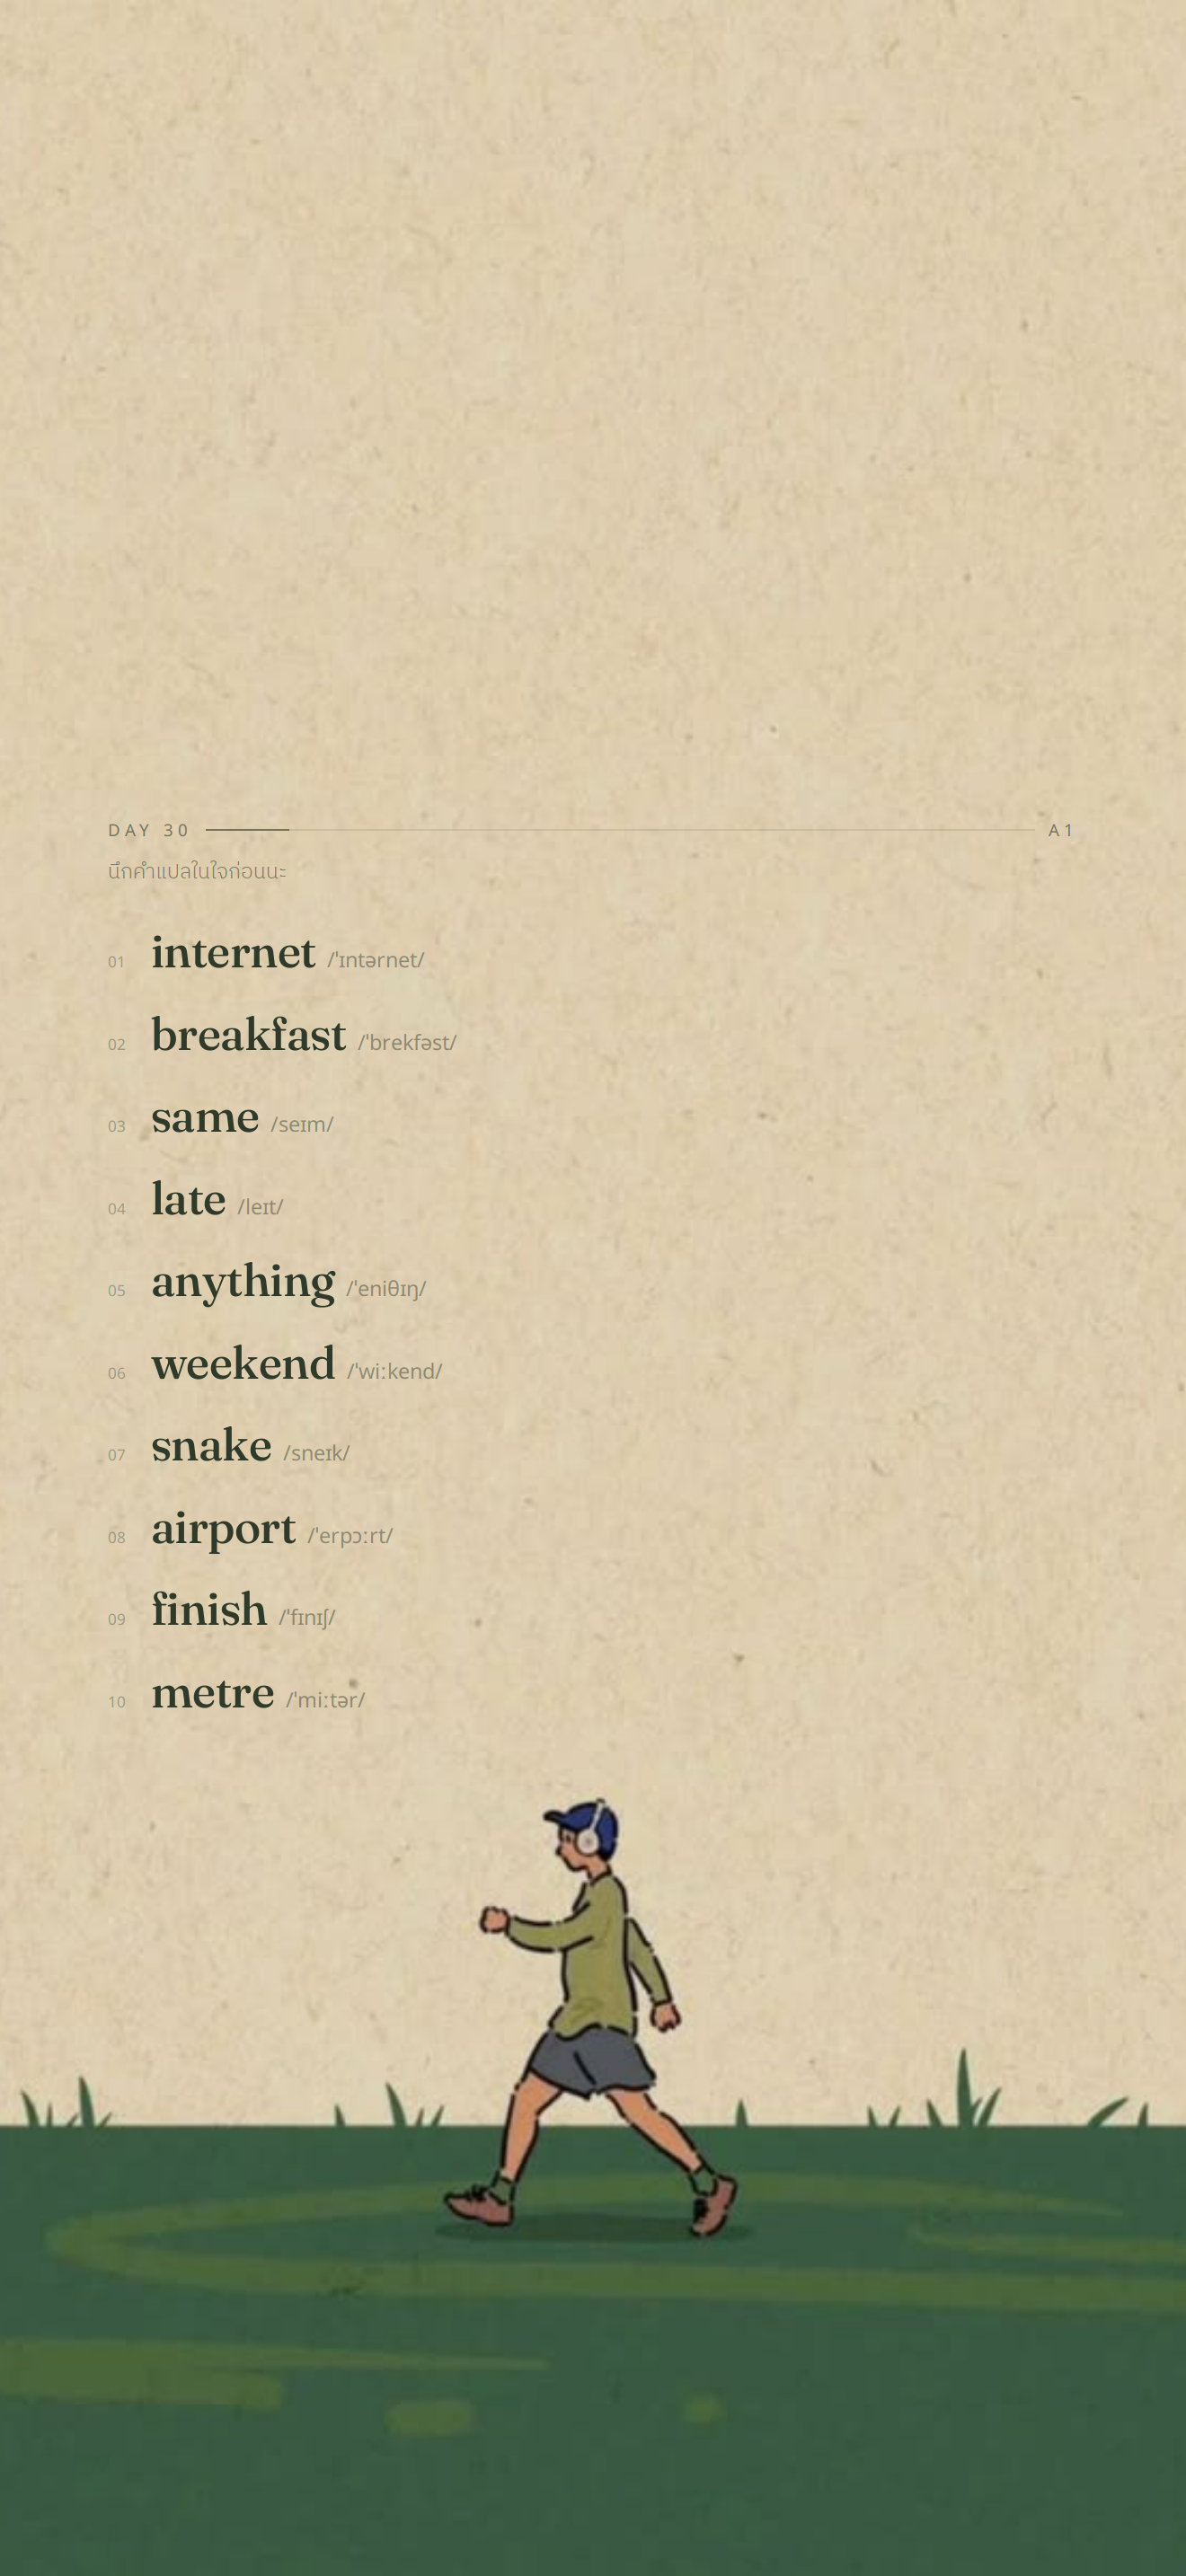 DAY 30 A1
นึกคำแปลในใจก่อนนะ
01 internet /ˈɪntərnet/
02 breakfast /ˈbrekfəst/
03 same /seɪm/
04 late /leɪt/
05 anything /ˈeniθɪŋ/
06 weekend /ˈwiːkend/
07 snake /sneɪk/
08 airport /ˈerpɔːrt/
09 finish /ˈfɪnɪʃ/
10 metre /ˈmiːtər/